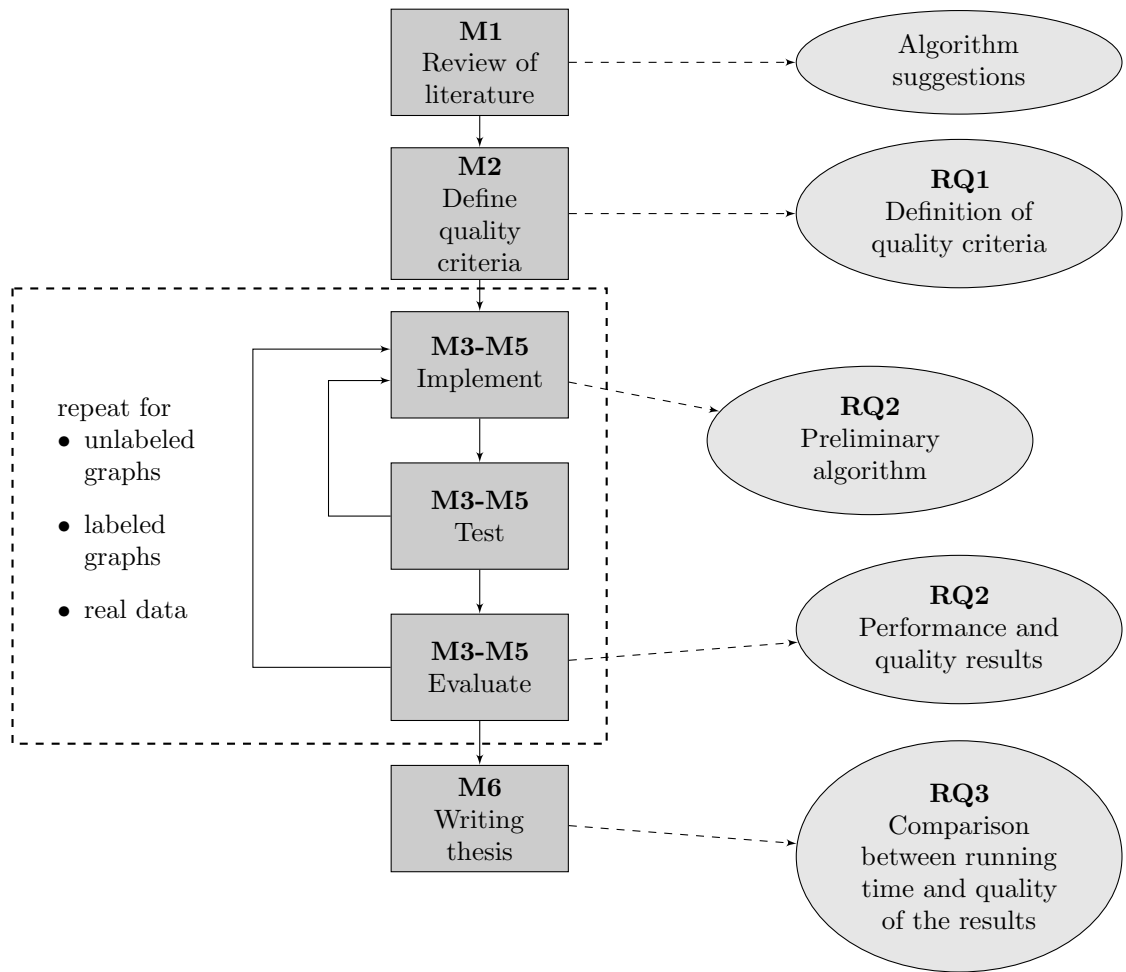 M1
Review of
literature
Algorithm
suggestions
M2
Define
quality
criteria
RQ1
Definition of
quality criteria
repeat for
• unlabeled
graphs
• labeled
graphs
• real data
M3-M5
Implement
RQ2
Preliminary
algorithm
M3-M5
Test
M3-M5
Evaluate
RQ2
Performance and
quality results
M6
Writing
thesis
RQ3
Comparison
between running
time and quality
of the results